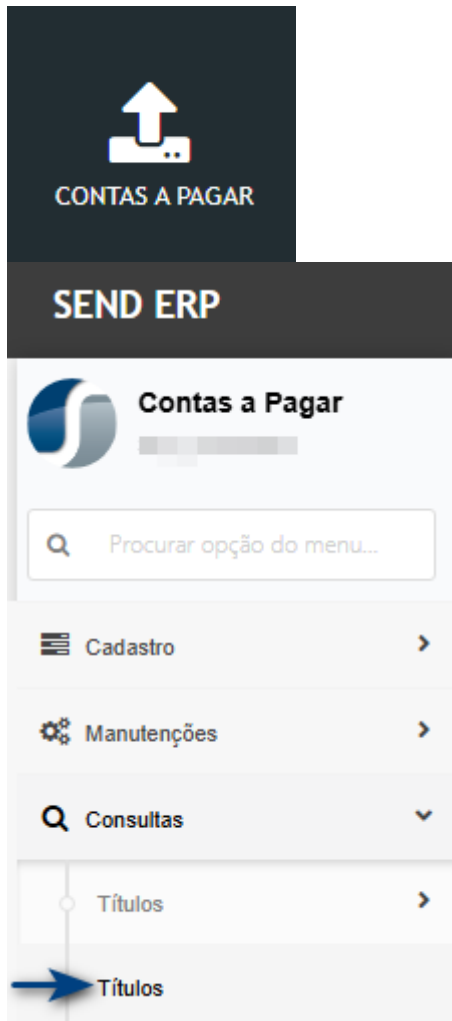 CONTAS A PAGAR
SEND ERP
Contas a Pagar
Procurar opção do menu...
Cadastro
Manutenções
Consultas
Títulos
Títulos